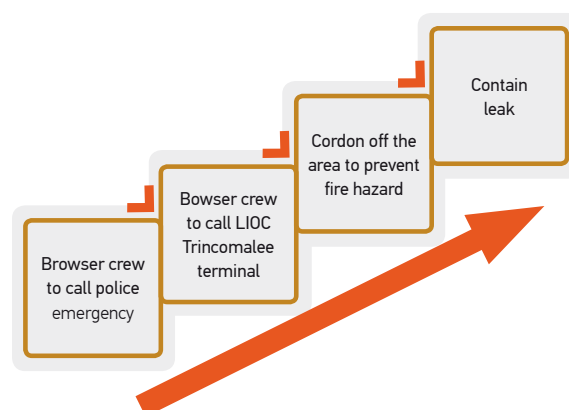 Browser crew
to call police
emergency
Bowser crew
to call LIOC
Trincomalee
terminal
Cordon off the
area to prevent
fire hazard
Contain
leak